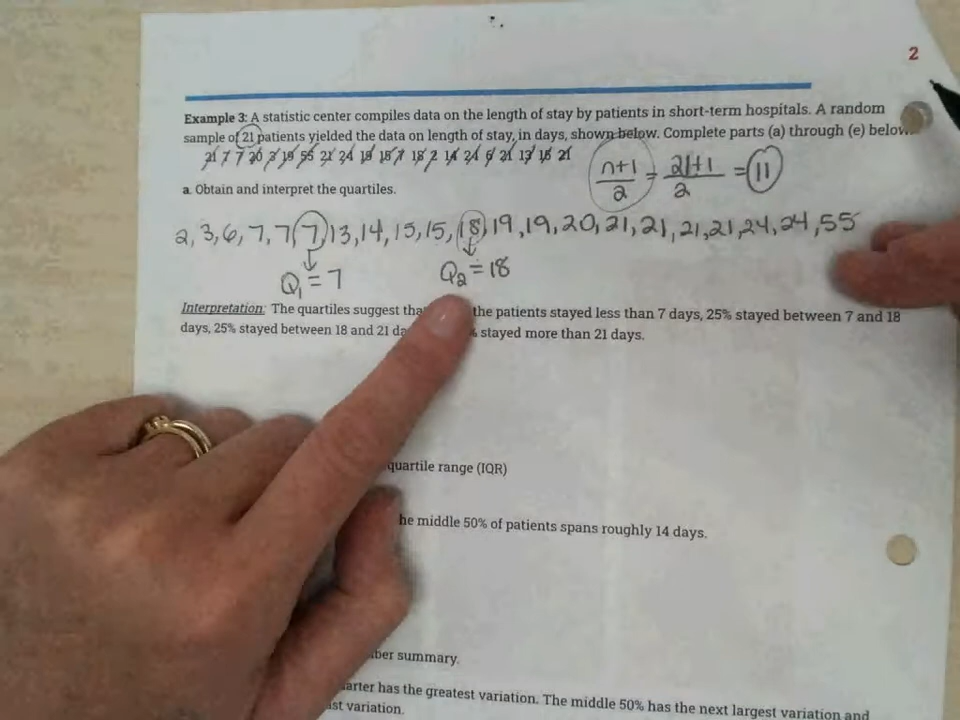 2
Example 3: A statistic center compiles data on the length of stay by patients in short-term hospitals. A random
sample of 21 patients yielded the data on length of stay, in days, shown below. Complete parts (a) through (e) below.
21 7 7 20 3 19 55 21 24 19 15 7 18 2 14 24 6 21 13 15 21
n+1/2 = 21+1/2 = 11
a. Obtain and interpret the quartiles.
2, 3, 6, 7, 7, 7, 13, 14, 15, 15, 18, 19, 19, 20, 21, 21, 21, 21, 24, 24, 55
Q1 = 7 Q2 = 18
Interpretation: The quartiles suggest the patients stayed less than 7 days, 25% stayed between 7 and 18
days, 25% stayed between 18 and 21 stayed more than 21 days.
quartile range (IQR)
he middle 50% of patients spans roughly 14 days.
ber summary.
uarter has the greatest variation. The middle 50% has the next largest variation and
st variation.